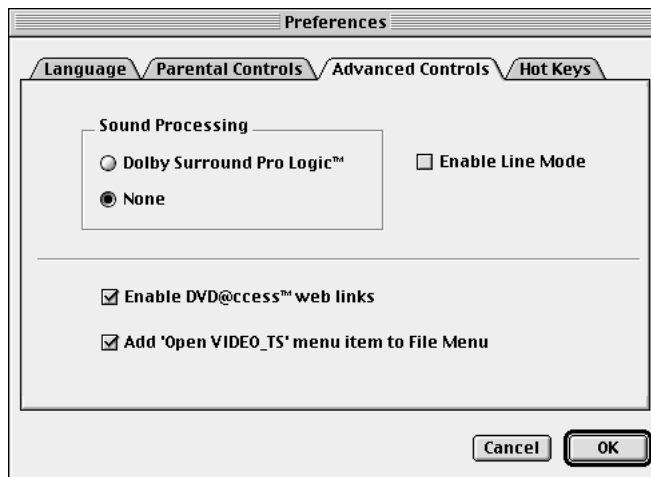 Preferences
Language Parental Controls Advanced Controls Hot Keys
Sound Processing
Dolby Surround Pro Logic™
Enable Line Mode
None
Enable DVD@ccess™ web links
Add 'Open VIDEO_TS' menu item to File Menu
Cancel OK